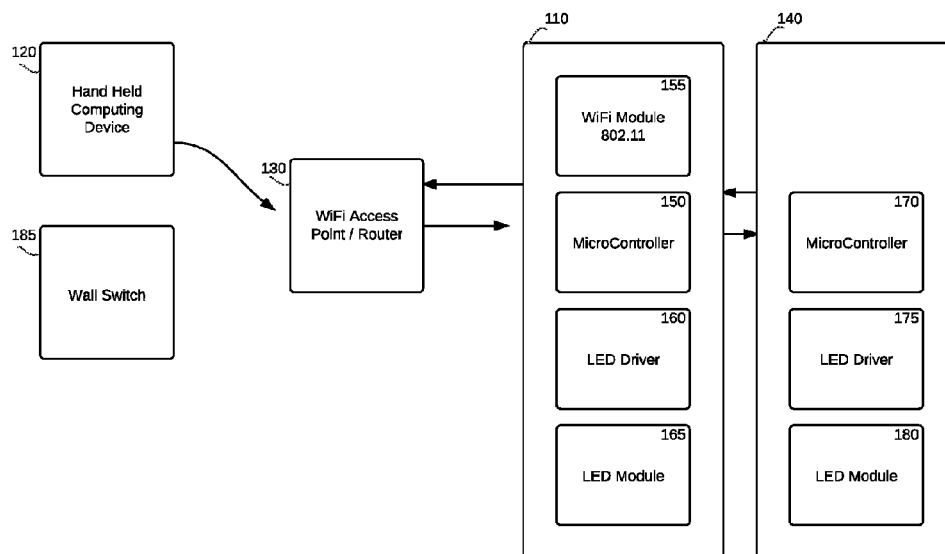 120
Hand Held
Computing
Device
185
Wall Switch
130
WiFi Access
Point / Router
110
155
WiFi Module
802.11
150
MicroController
160
LED Driver
165
LED Module
140
170
MicroController
175
LED Driver
180
LED Module